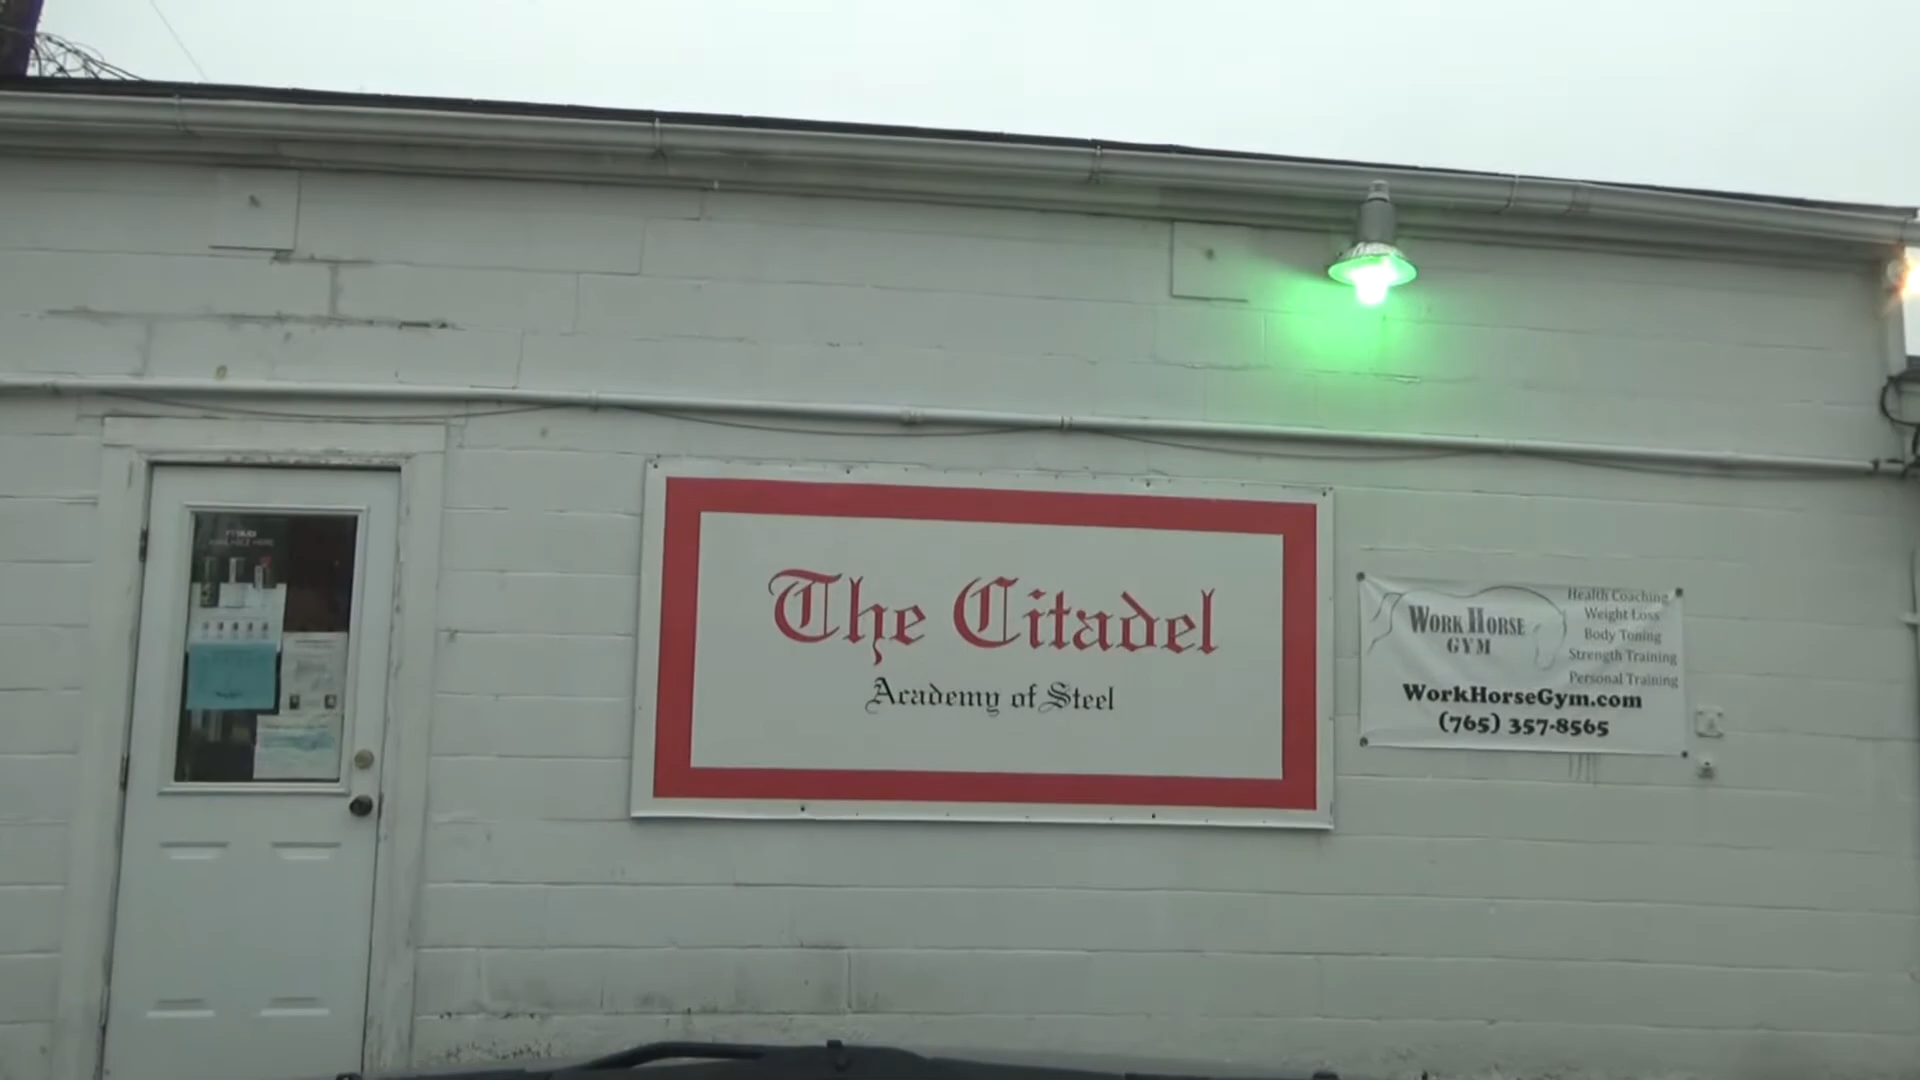 The Citadel
Academy of Steel
WORK HORSE
GYM
Health Coaching
Weight Loss
Body Toning
Strength Training
Personal Training
WorkHorseGym.com
(765) 357-8565